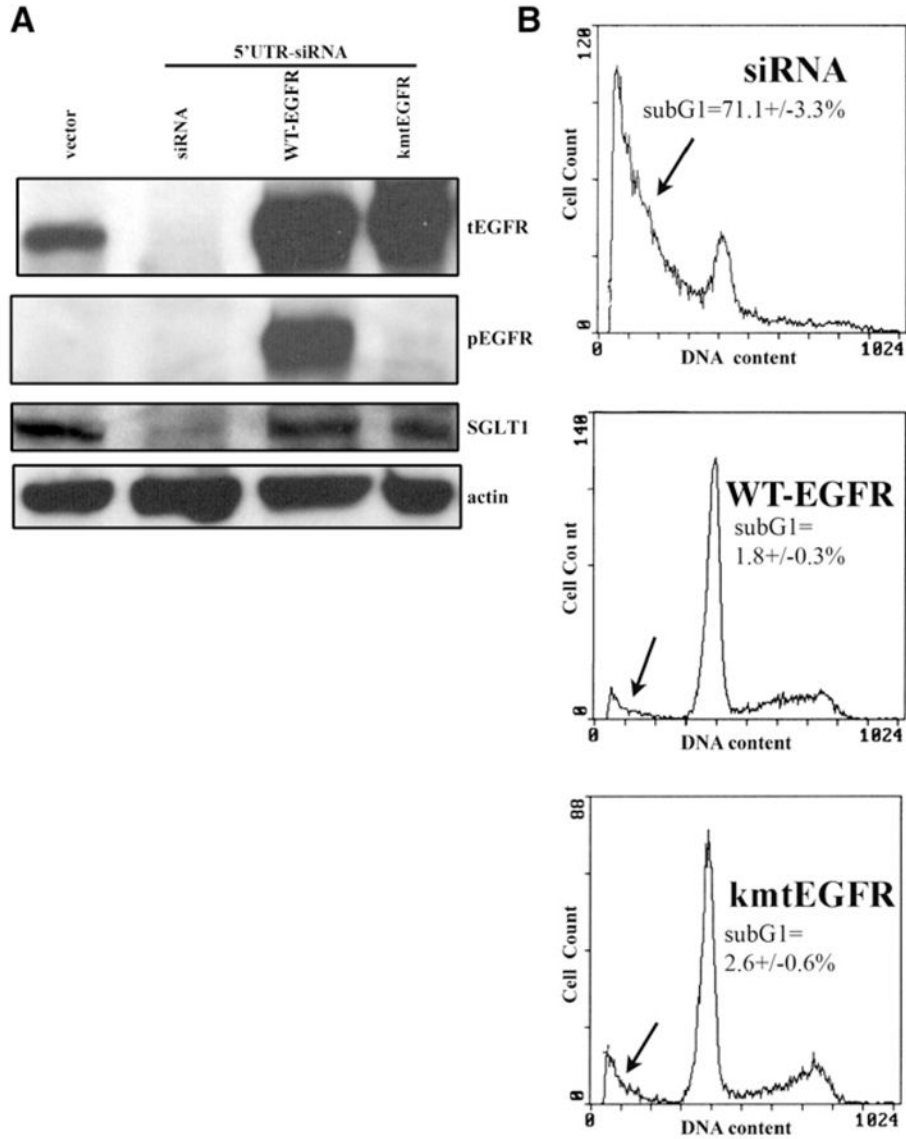 A
5'UTR-siRNA
vector
siRNA
WT-EGFR
kmtEGFR
tEGFR
pEGFR
SGLT1
actin
B
120
siRNA
subG1=71.1+/-3.3%
Cell Count
0
0
DNA content
1024
140
WT-EGFR
subG1=
1.8+/-0.3%
Cell Count
0
0
DNA content
1024
88
kmtEGFR
subG1=
2.6+/-0.6%
Cell Count
0
0
DNA content
1024